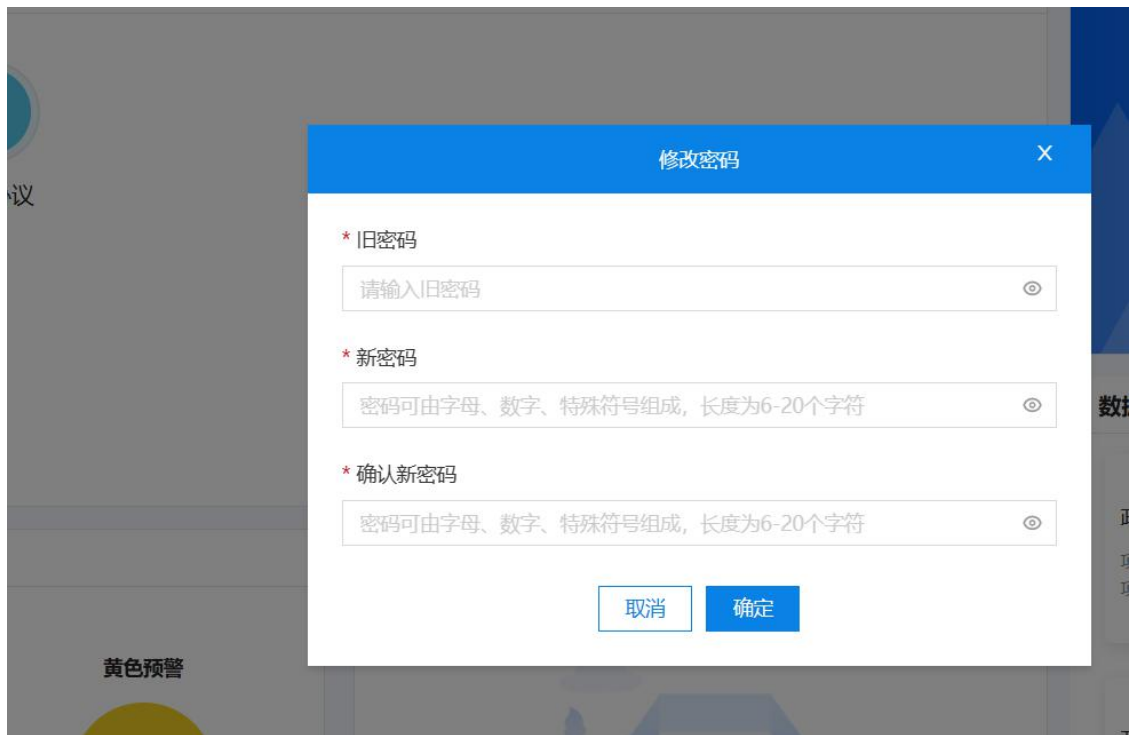 修改密码
X
议
* 旧密码
请输入旧密码
* 新密码
密码可由字母、数字、特殊符号组成，长度为6-20个字符
数据
* 确认新密码
密码可由字母、数字、特殊符号组成，长度为6-20个字符
取消
确定
黄色预警